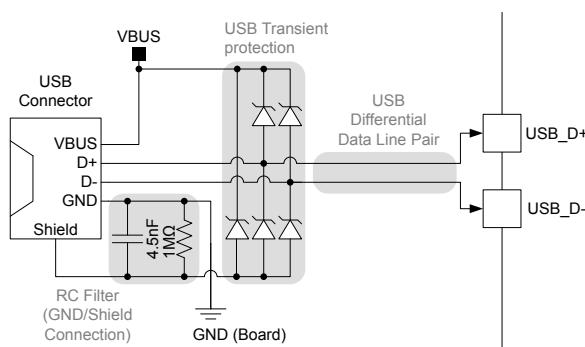 USB Transient
protection
VBUS
USB
Connector
USB
Differential
Data Line Pair
VBUS
D+
D-
GND
Shield
USB_D+
USB_D-
4.5nF
1MΩ
RC Filter
(GND/Shield
Connection)
GND (Board)